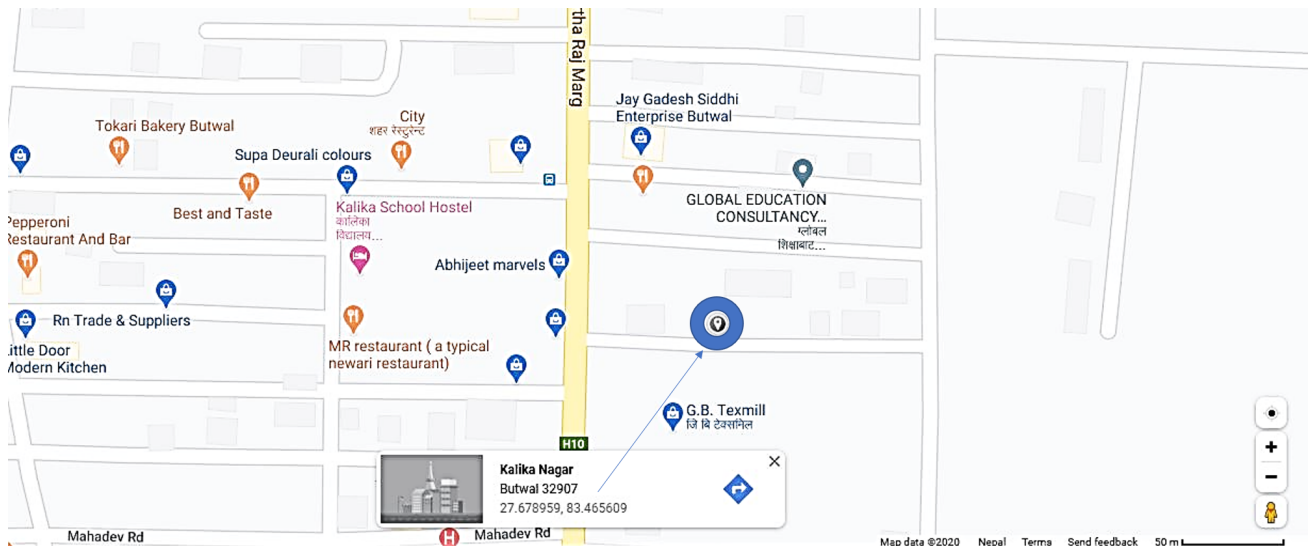 rtha Raj Marg
Jay Gadesh Siddhi
Enterprise Butwal
City
शहर रेस्टुरेन्ट
Tokari Bakery Butwal
Supa Deurali colours
Best and Taste
Kalika School Hostel
कालिका
विद्यालय...
GLOBAL EDUCATION
CONSULTANCY...
ग्लोबल
शिक्षाबाट...
Pepperoni
Restaurant And Bar
Abhijeet marvels
Rn Trade & Suppliers
MR restaurant ( a typical
newari restaurant)
Little Door
Modern Kitchen
G.B. Texmill
जि बि टेक्समिल
H10
Kalika Nagar
Butwal 32907
27.678959, 83.465609
Mahadev Rd
H
Mahadev Rd
Map data ©2020 Nepal Terms Send feedback 50 m